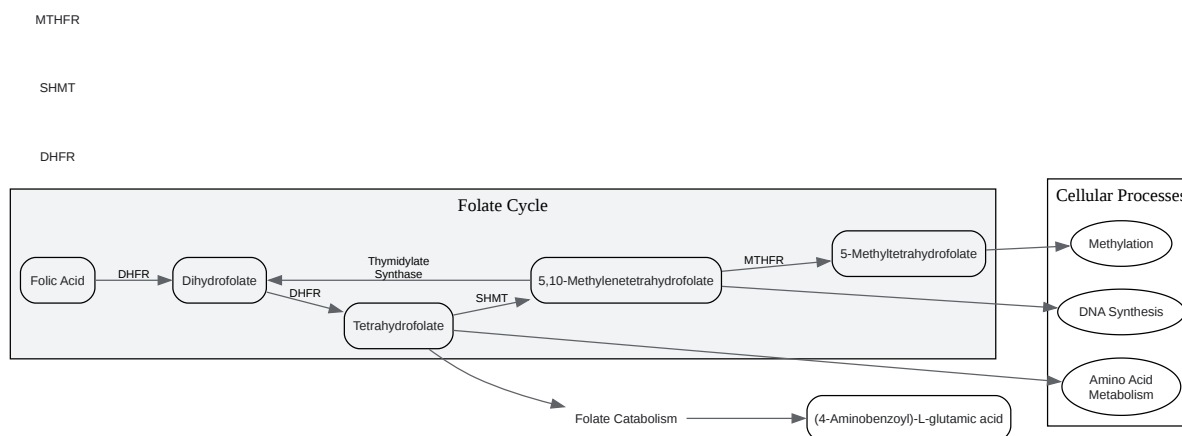 MTHFR
SHMT
DHFR
Folate Cycle
Cellular Processes
Folic Acid
DHFR
Dihydrofolate
Thymidylate
Synthase
DHFR
Tetrahydrofolate
SHMT
5,10-Methylenetetrahydrofolate
MTHFR
5-Methyltetrahydrofolate
Methylation
DNA Synthesis
Amino Acid
Metabolism
Folate Catabolism
(4-Aminobenzoyl)-L-glutamic acid